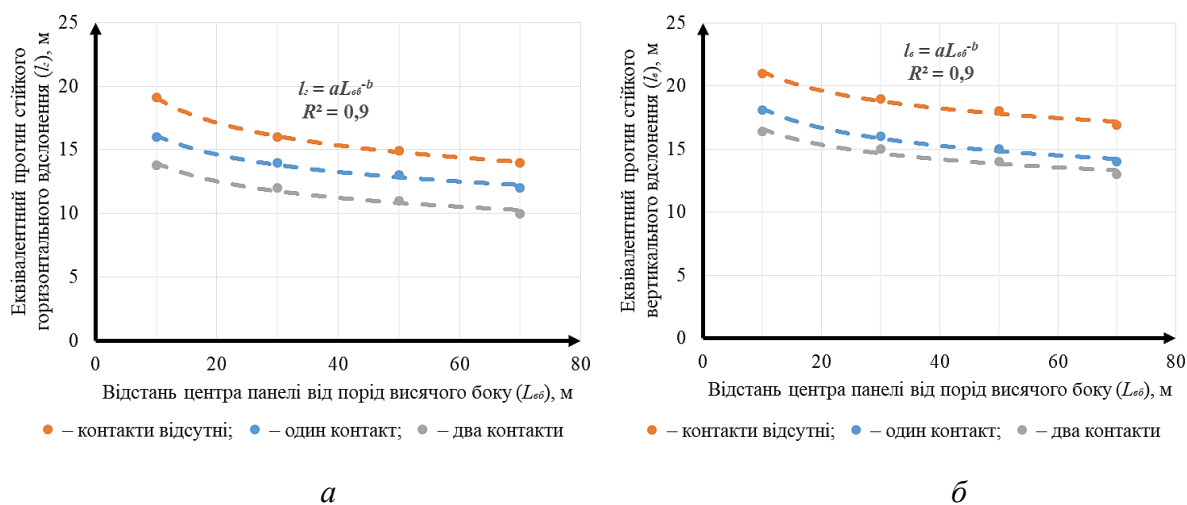 Еквівалентний прогин стійкого
горизонтального вдслонення (lг), м
25
20
15
10
5
0
0
20
40
60
80
lг = aLвб-b
R² = 0,9
Відстань центра панелі від порід висячого боку (Lвб), м
– контакти відсутні;
– один контакт;
– два контакти
а
Еквівалентний прогин стійкого
вертикального вдслонення (lв), м
25
20
15
10
5
0
0
20
40
60
80
lв = aLвб-b
R² = 0,9
Відстань центра панелі від порід висячого боку (Lвб), м
– контакти відсутні;
– один контакт;
– два контакти
б